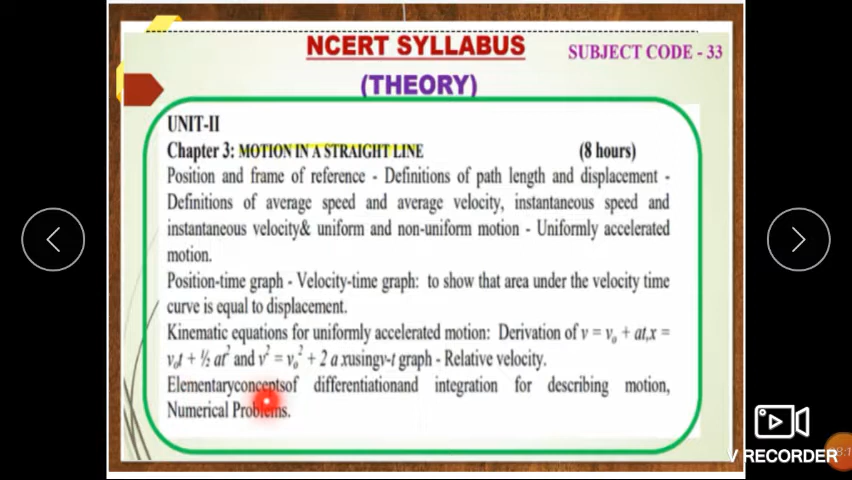 NCERT SYLLABUS
SUBJECT CODE - 33
(THEORY)
UNIT-II
Chapter 3: MOTION IN A STRAIGHT LINE (8 hours)
Position and frame of reference - Definitions of path length and displacement -
Definitions of average speed and average velocity, instantaneous speed and
instantaneous velocity& uniform and non-uniform motion - Uniformly accelerated
motion.
Position-time graph - Velocity-time graph: to show that area under the velocity time
curve is equal to displacement.
Kinematic equations for uniformly accelerated motion: Derivation of v = v₀ + at,x =
v₀t + ½ at² and v² = v₀² + 2 a xusingv-t graph - Relative velocity.
Elementaryconceptsof differentiationand integration for describing motion,
Numerical Problems.
V RECORDER